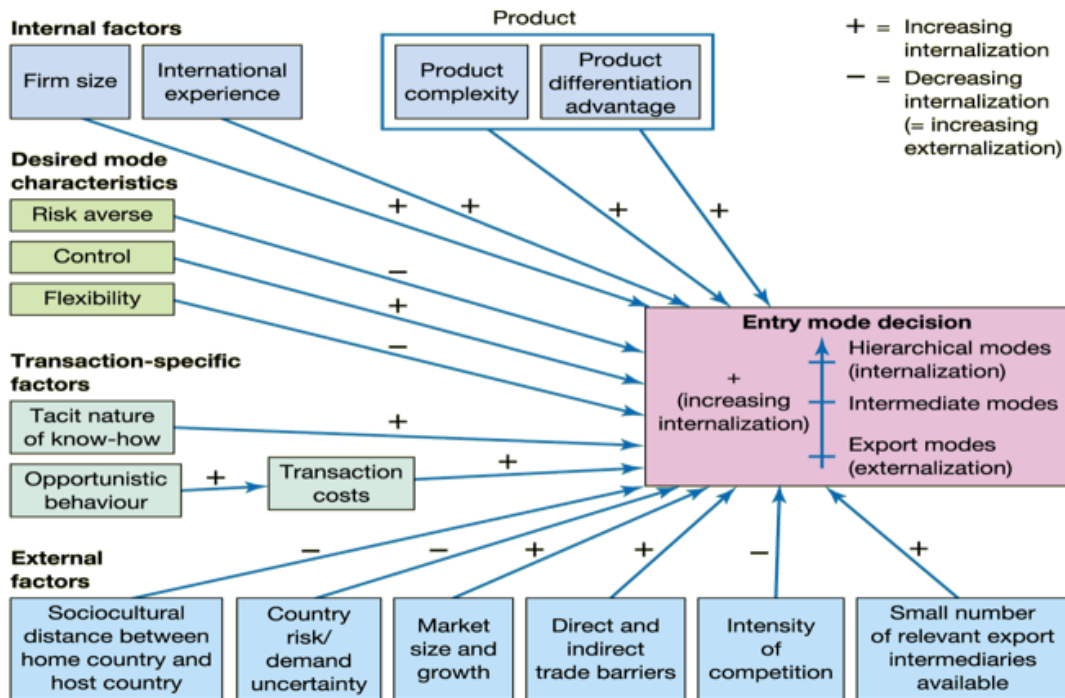 Internal factors
Firm size
International
experience
Product
Product
complexity
Product
differentiation
advantage
+ = Increasing
internalization
− = Decreasing
internalization
(= increasing
externalization)
Desired mode
characteristics
Risk averse
Control
Flexibility
+
+
+
+
−
+
−
Transaction-specific
factors
Tacit nature
of know-how
+
Opportunistic
behaviour
+
Transaction
costs
+
Entry mode decision
+
(increasing
internalization)
Hierarchical modes
(internalization)
Intermediate modes
Export modes
(externalization)
External
factors
−
−
+
+
−
+
Sociocultural
distance between
home country and
host country
Country
risk/
demand
uncertainty
Market
size and
growth
Direct and
indirect
trade barriers
Intensity
of
competition
Small number
of relevant export
intermediaries
available